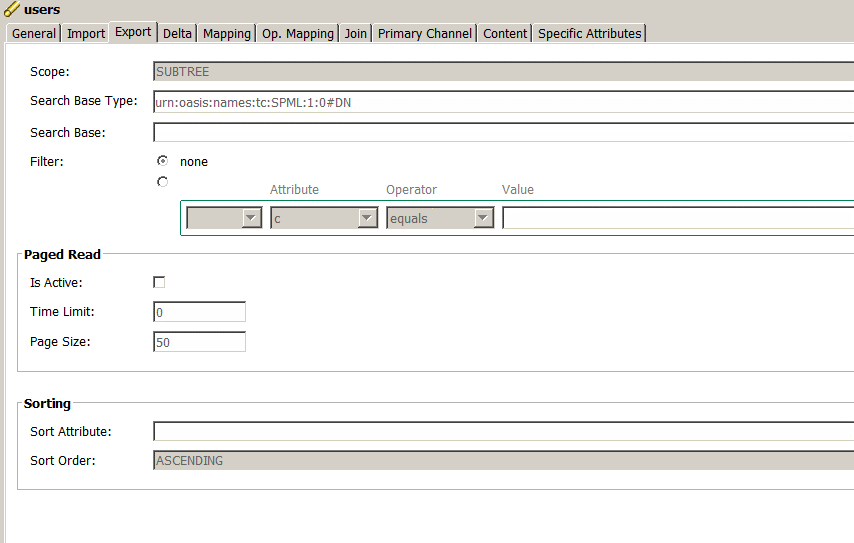 users
General Import Export Delta Mapping Op. Mapping Join Primary Channel Content Specific Attributes
Scope: SUBTREE
Search Base Type: urn:oasis:names:tc:SPML:1:0#DN
Search Base:
Filter: none
Attribute Operator Value
c equals
Paged Read
Is Active:
Time Limit: 0
Page Size: 50
Sorting
Sort Attribute:
Sort Order: ASCENDING